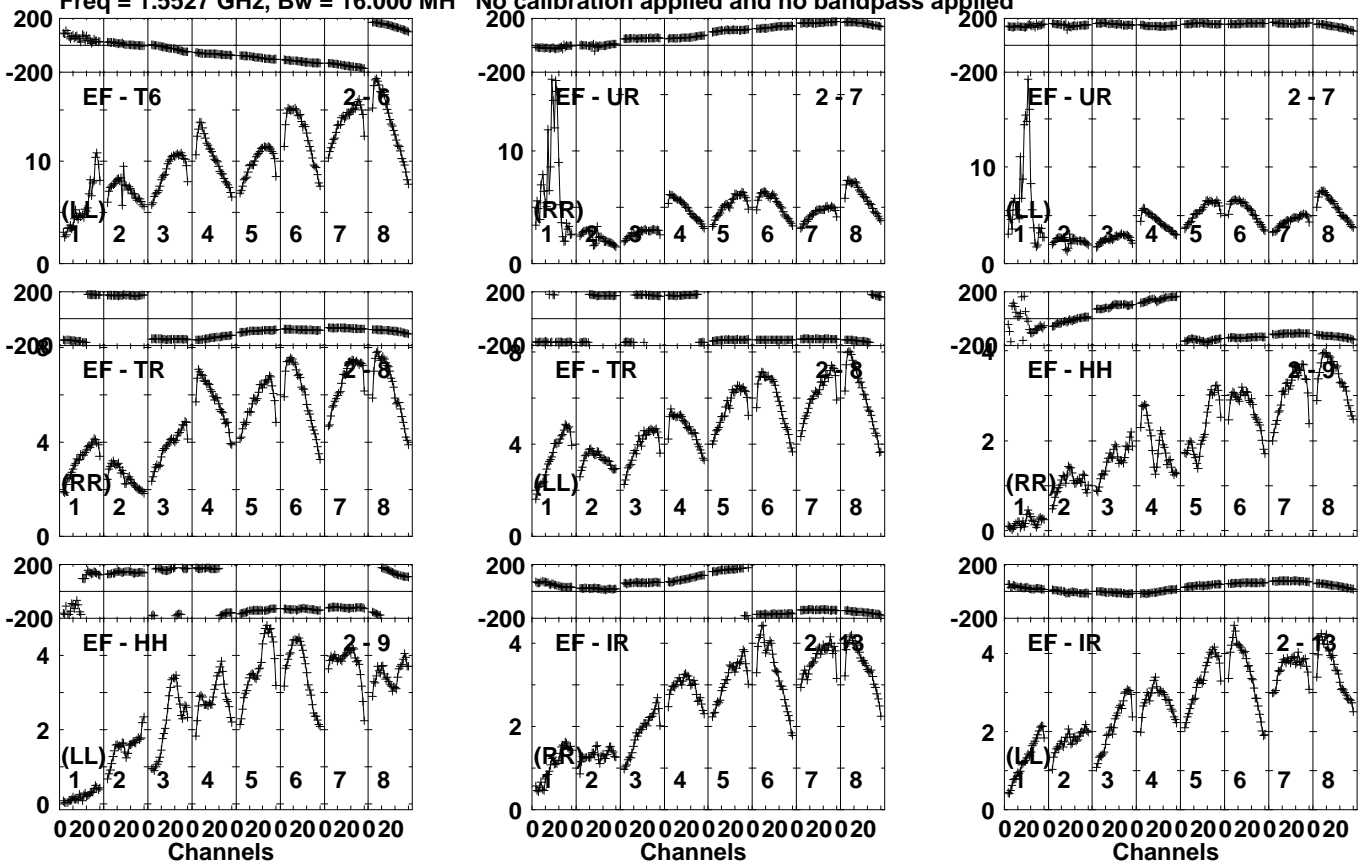 Freq = 1.5527 GHz, Bw = 16.000 MH No calibration applied and no bandpass applied
200 200 200
-200 -200 -200
EF - T6 2 - 6 EF - UR 2 - 7 EF - UR 2 - 7
10 10 10
(LL) (RR) (LL)
1 2 3 4 5 6 7 8 1 2 3 4 5 6 7 8 1 2 3 4 5 6 7 8
0 0 0
200 200 200
-200 -200 -200
8 8 4
EF - TR 2 - 8 EF - TR 2 - 8 EF - HH 2 - 9
4 4 2
(RR) (LL) (RR)
1 2 3 4 5 6 7 8 1 2 3 4 5 6 7 8 1 2 3 4 5 6 7 8
0 0 0
200 200 200
-200 -200 -200
EF - HH 2 - 9 EF - IR 2 - 13 EF - IR 2 - 13
4 4 4
2 2 2
(LL) (RR) (LL)
1 2 3 4 5 6 7 8 1 2 3 4 5 6 7 8 1 2 3 4 5 6 7 8
0 0 0
0 20 0 20 0 20 0 20 0 20 0 20 0 20 0 20 0 20 0 20 0 20 0 20 0 20 0 20 0 20 0 20 0 20 0 20 0 20 0 20 0 20 0 20 0 20 0 20
Channels Channels Channels